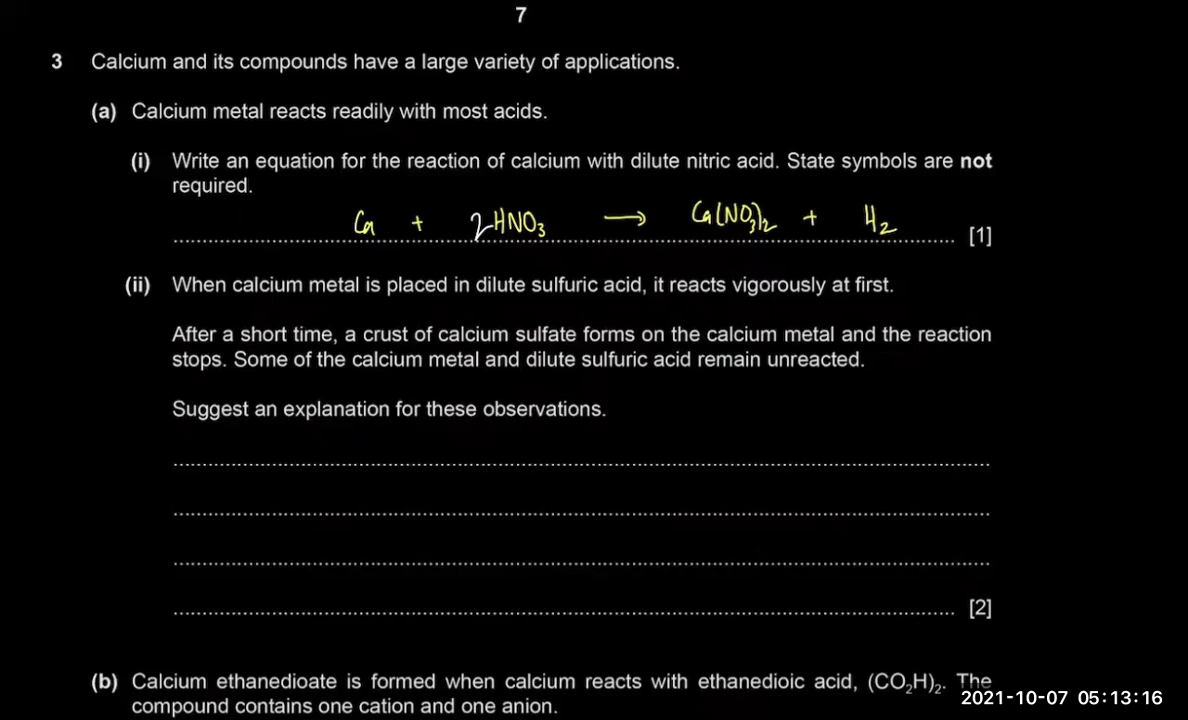 7
3 Calcium and its compounds have a large variety of applications.
(a) Calcium metal reacts readily with most acids.
(i) Write an equation for the reaction of calcium with dilute nitric acid. State symbols are not
required.
Ca + 2HNO₃ → Ca(NO₃)₂ + H₂
[1]
(ii) When calcium metal is placed in dilute sulfuric acid, it reacts vigorously at first.
After a short time, a crust of calcium sulfate forms on the calcium metal and the reaction
stops. Some of the calcium metal and dilute sulfuric acid remain unreacted.
Suggest an explanation for these observations.
[2]
(b) Calcium ethanedioate is formed when calcium reacts with ethanedioic acid, (CO₂H)₂. The
compound contains one cation and one anion.
2021-10-07 05:13:16